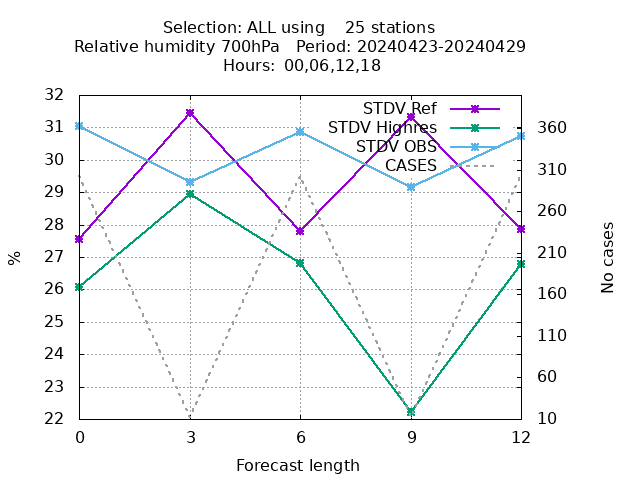 Selection: ALL using    25 stations
Relative humidity 700hPa   Period: 20240423-20240429
Hours: 00,06,12,18
STDV Ref
STDV Highres
STDV OBS
CASES
32
31
30
29
28
27
26
25
24
23
22
%
360
310
260
210
160
110
60
10
No cases
0 3 6 9 12
Forecast length